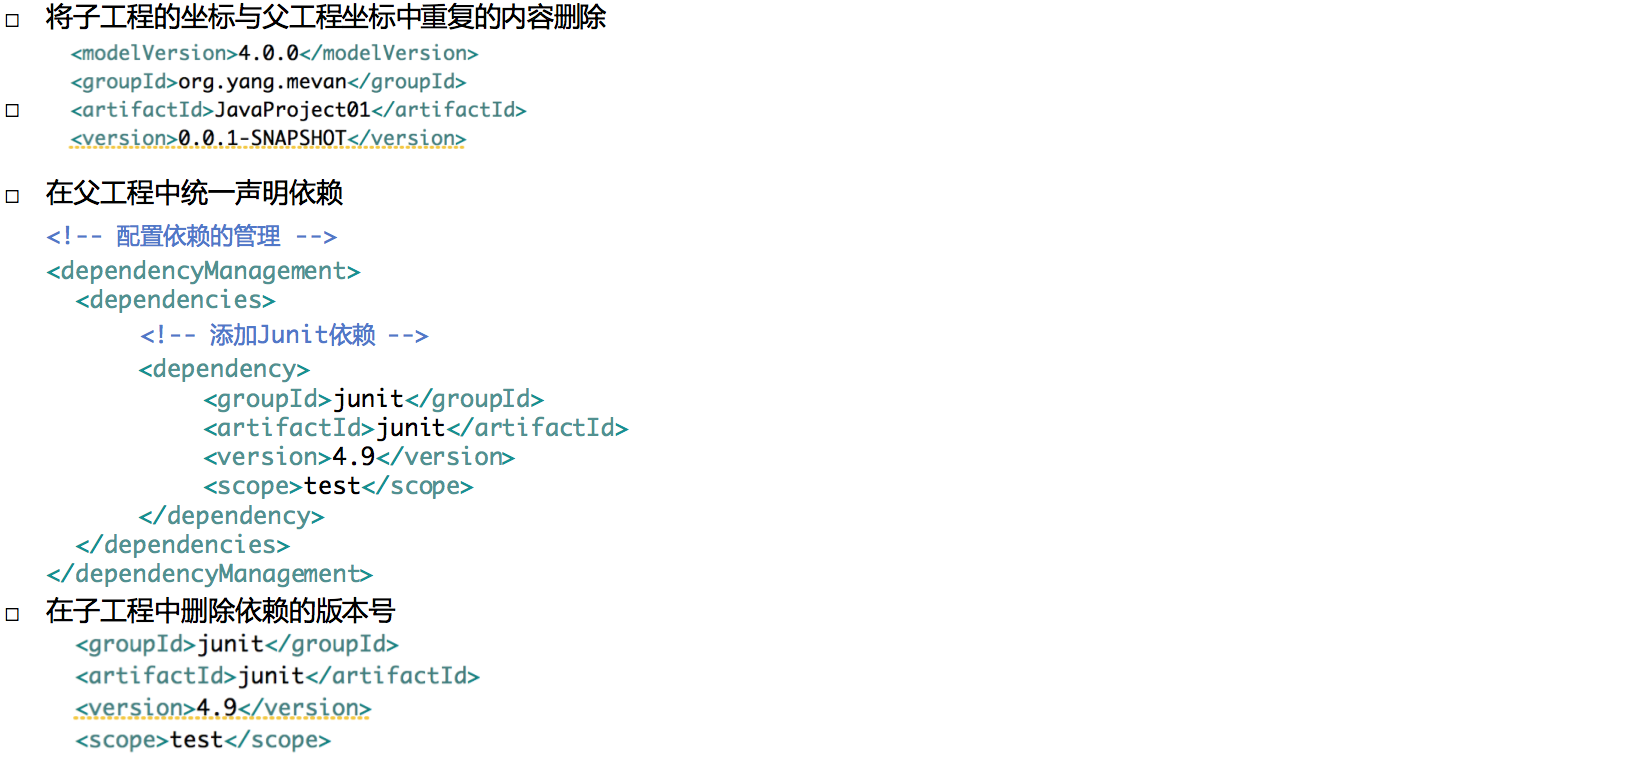 将子工程的坐标与父工程坐标中重复的内容删除
<modelVersion>4.0.0</modelVersion>
<groupId>org.yang.mevan</groupId>
<artifactId>JavaProject01</artifactId>
<version>0.0.1-SNAPSHOT</version>
在父工程中统一声明依赖
<!-- 配置依赖的管理 -->
<dependencyManagement>
<dependencies>
<!-- 添加Junit依赖 -->
<dependency>
<groupId>junit</groupId>
<artifactId>junit</artifactId>
<version>4.9</version>
<scope>test</scope>
</dependency>
</dependencies>
</dependencyManagement>
在子工程中删除依赖的版本号
<groupId>junit</groupId>
<artifactId>junit</artifactId>
<version>4.9</version>
<scope>test</scope>